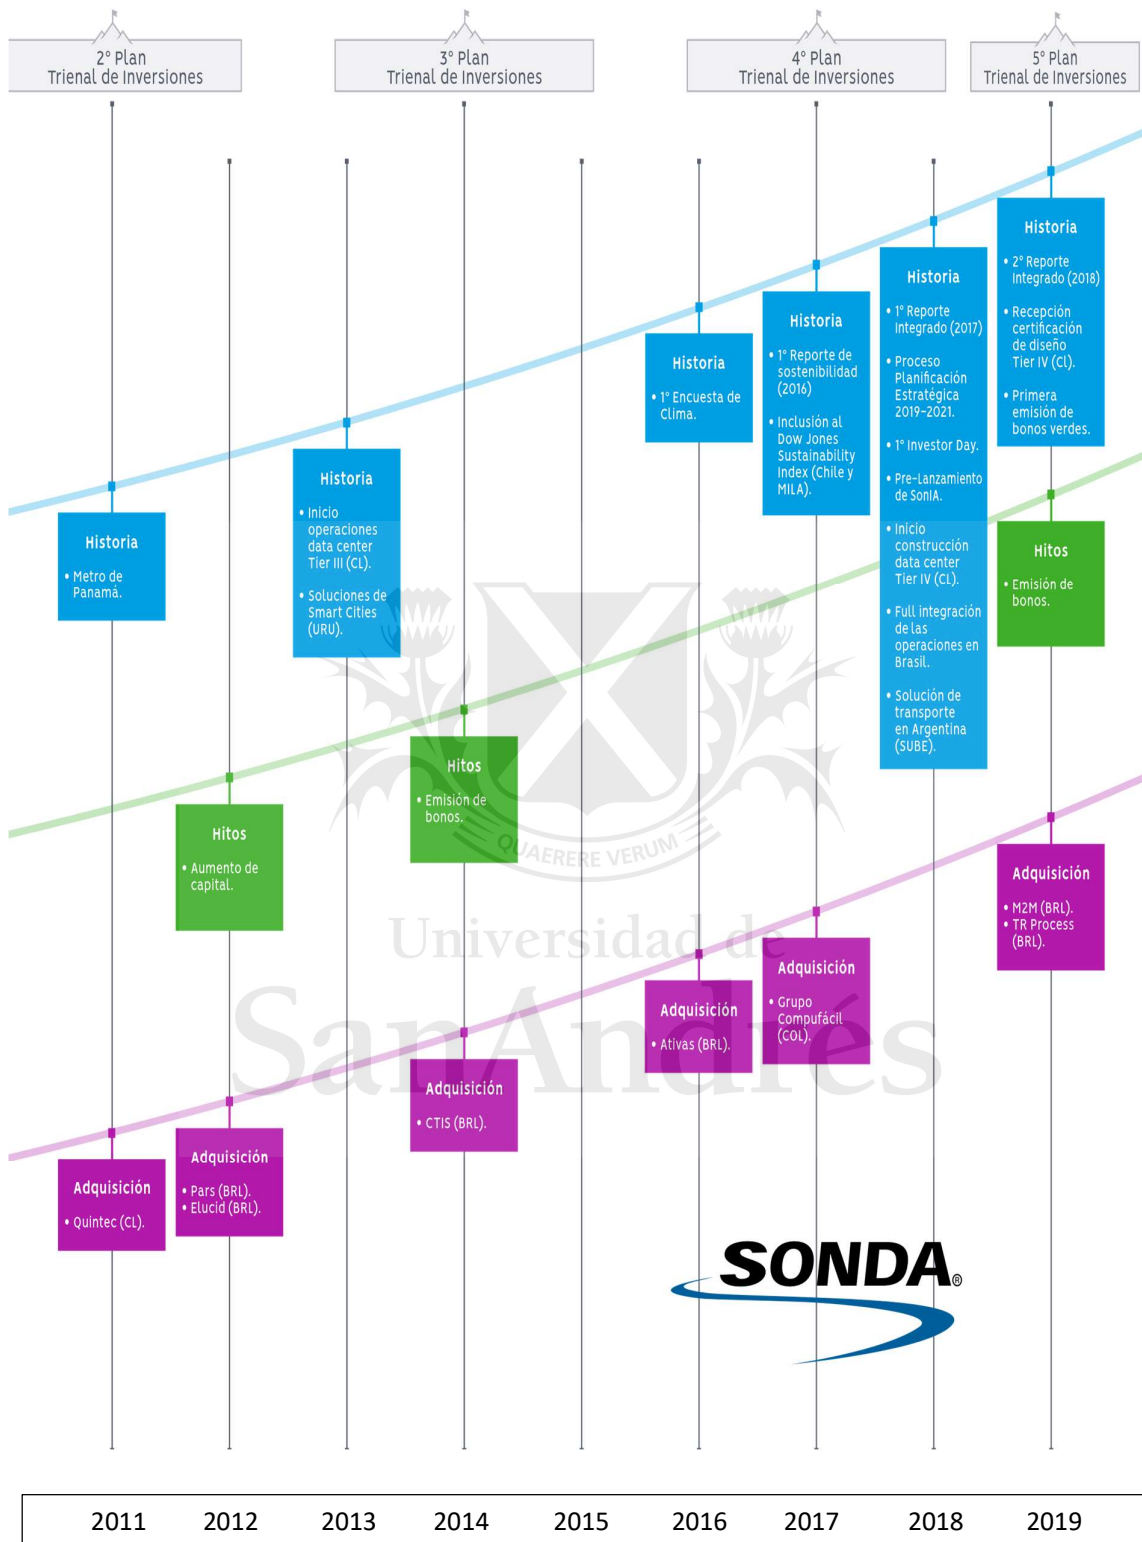 2° Plan
Trienal de Inversiones
3° Plan
Trienal de Inversiones
4° Plan
Trienal de Inversiones
5° Plan
Trienal de Inversiones
Historia
• Metro de
Panamá.
Historia
• Inicio
operaciones
data center
Tier III (CL).
• Soluciones de
Smart Cities
(URU).
Historia
• 1° Encuesta de
Clima.
Historia
• 1° Reporte de
sostenibilidad
(2016)
• Inclusión al
Dow Jones
Sustainability
Index (Chile y
MILA).
Historia
• 1° Reporte
Integrado (2017)
• Proceso
Planificación
Estratégica
2019-2021.
• 1° Investor Day.
• Pre-Lanzamiento
de SonIA.
• Inicio
construcción
data center
Tier IV (CL).
• Full integración
de las
operaciones en
Brasil.
• Solución de
transporte
en Argentina
(SUBE).
Historia
• 2° Reporte
Integrado (2018)
• Recepción
certificación
de diseño
Tier IV (CL).
• Primera
emisión de
bonos verdes.
Hitos
• Aumento de
capital.
Hitos
• Emisión de
bonos.
Hitos
• Emisión de
bonos.
QUAERERE VERUM
Universidad de
SanAndrés
Adquisición
• Quintec (CL).
Adquisición
• Pars (BRL).
• Elucid (BRL).
Adquisición
• CTIS (BRL).
Adquisición
• Ativas (BRL).
Adquisición
• Grupo
Compufácil
(COL).
Adquisición
• M2M (BRL).
• TR Process
(BRL).
SONDA®
2011 2012 2013 2014 2015 2016 2017 2018 2019